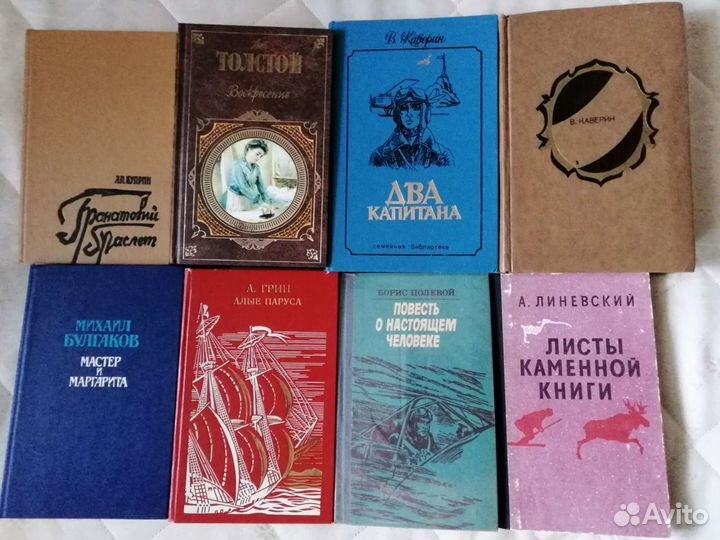 А.И. КУПРИН
Гранатовый
Браслет
Лев
ТОЛСТОЙ
Воскресение
В. Каверин
ДВА
КАПИТАНА
семейная библиотека
В. КАВЕРИН
МИХАИЛ
БУЛГАКОВ
МАСТЕР
И
МАРГАРИТА
А. ГРИН
АЛЫЕ ПАРУСА
БОРИС ПОЛЕВОЙ
ПОВЕСТЬ
О НАСТОЯЩЕМ
ЧЕЛОВЕКЕ
А. ЛИНЕВСКИЙ
ЛИСТЫ
КАМЕННОЙ
КНИГИ
Avito